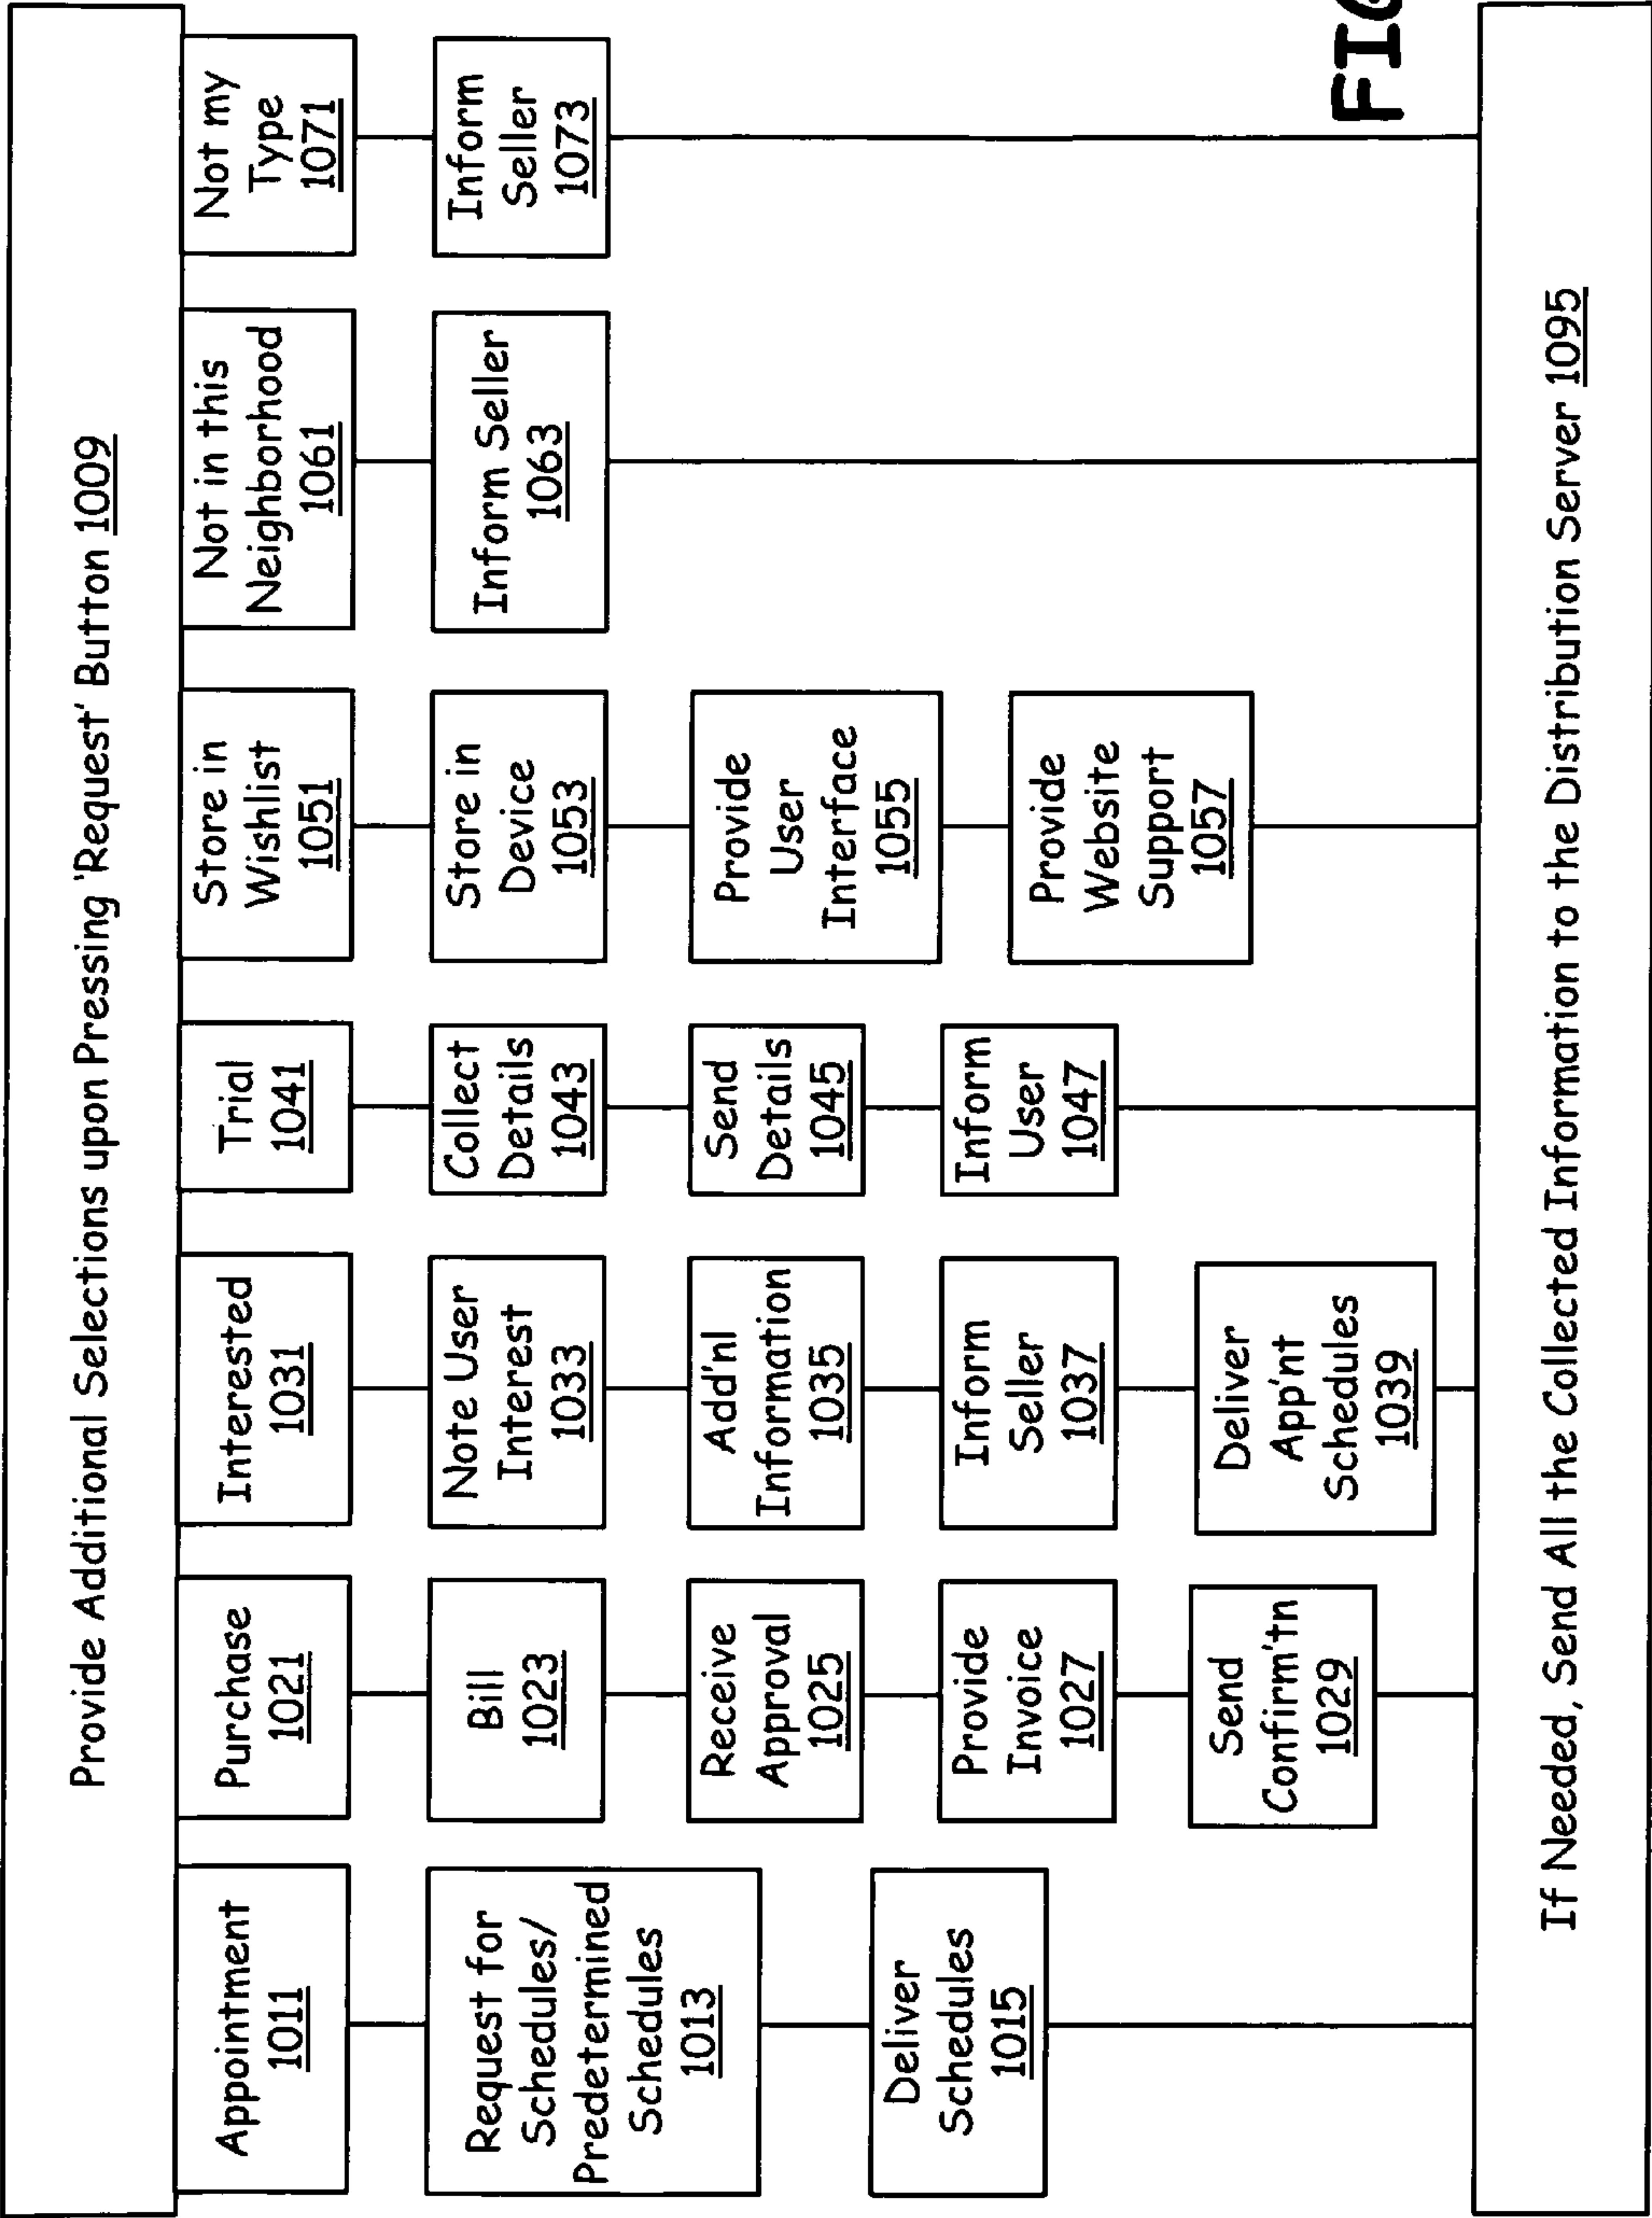 Provide Additional Selections upon Pressing 'Request' Button 1009
Appointment
1011
Request for
Schedules/
Predetermined
Schedules
1013
Deliver
Schedules
1015
Purchase
1021
Bill
1023
Receive
Approval
1025
Provide
Invoice
1027
Send
Confirm'tn
1029
Interested
1031
Note User
Interest
1033
Add'nl
Information
1035
Inform
Seller
1037
Deliver
App'nt
Schedules
1039
Trial
1041
Collect
Details
1043
Send
Details
1045
Inform
User
1047
Store in
Wishlist
1051
Store in
Device
1053
Provide
User
Interface
1055
Provide
Website
Support
1057
Not in this
Neighborhood
1061
Inform Seller
1063
Not my
Type
1071
Inform
Seller
1073
If Needed, Send All the Collected Information to the Distribution Server 1095
FIG